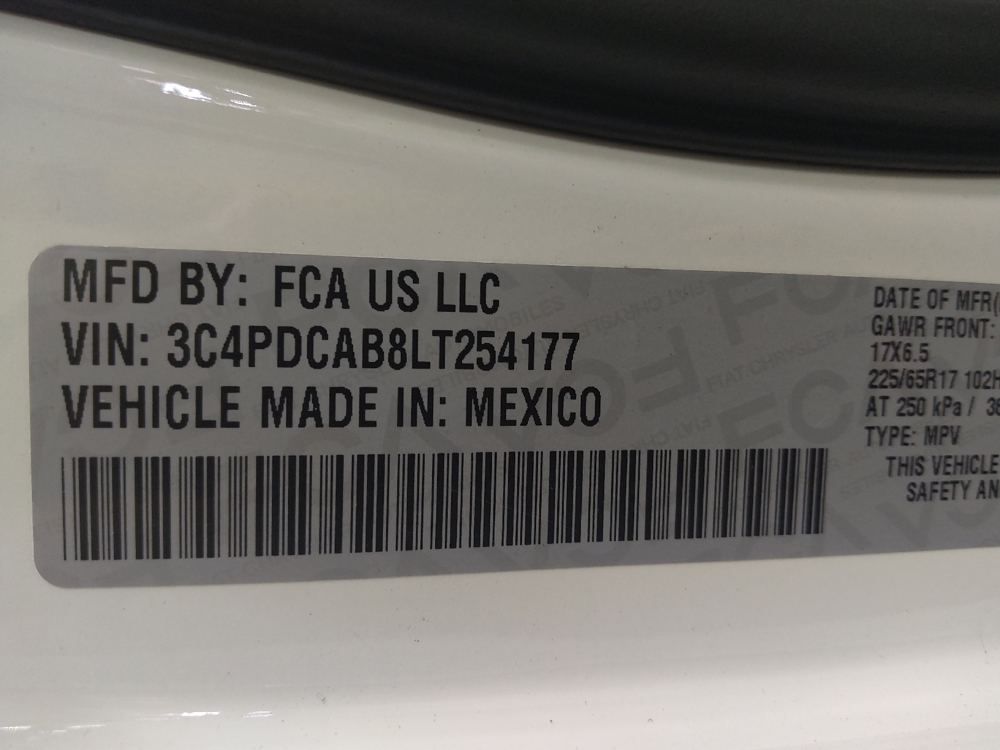 MFD BY: FCA US LLC
VIN: 3C4PDCAB8LT254177
VEHICLE MADE IN: MEXICO
DATE OF MFR(
GAWR FRONT:
17X6.5
225/65R17 102H
AT 250 kPa /
TYPE: MPV
THIS VEHICLE
SAFETY